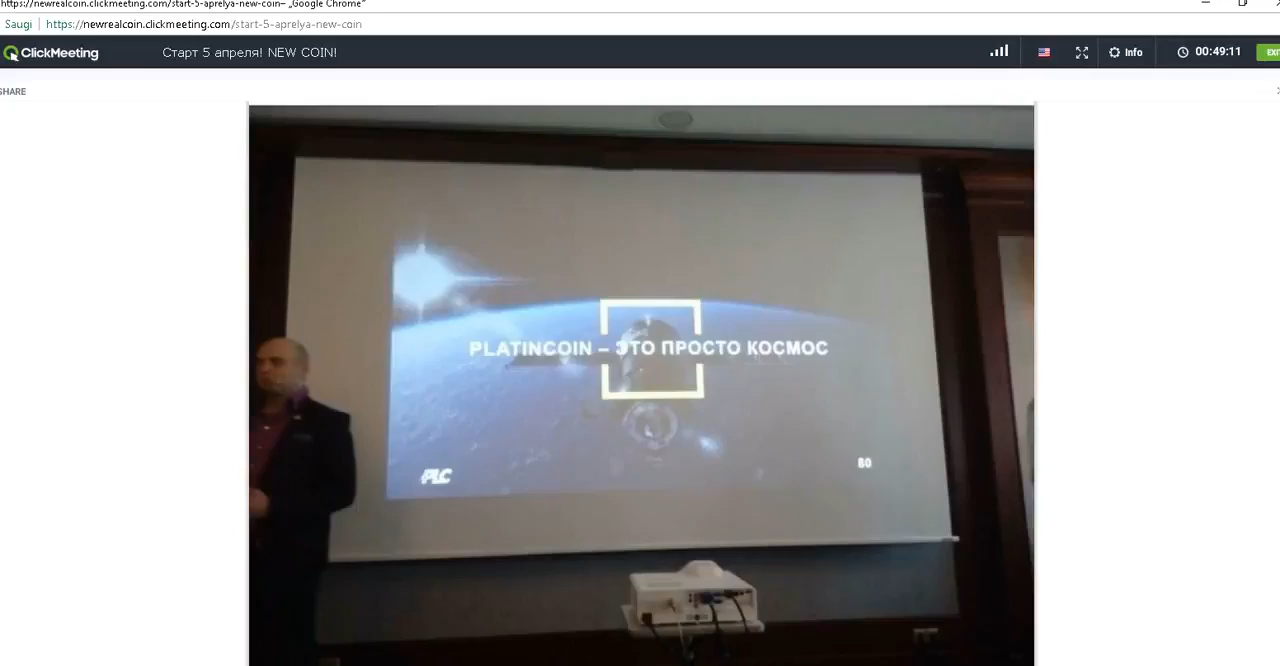 https://newrealcoin.clickmeeting.com/start-5-aprelya-new-coin– „Google Chrome“
Saugi https://newrealcoin.clickmeeting.com/start-5-aprelya-new-coin
ClickMeeting Старт 5 апреля! NEW COIN! Info 00:49:11
SHARE
PLATINCOIN – ЭТО ПРОСТО КОСМОС
PLC 80